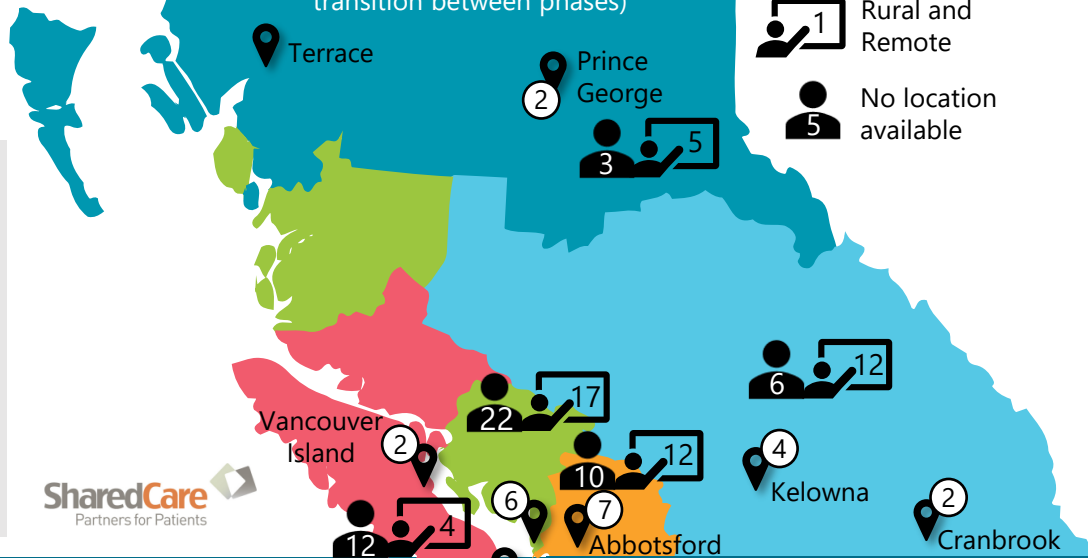 transition between phases)
1
Rural and
Remote
Terrace
Prince
George
2
No location
available
5
3
5
6
12
22
17
Vancouver
Island
2
10
12
4
Kelowna
SharedCare
Partners for Patients
6
7
Abbotsford
2
Cranbrook
12
4